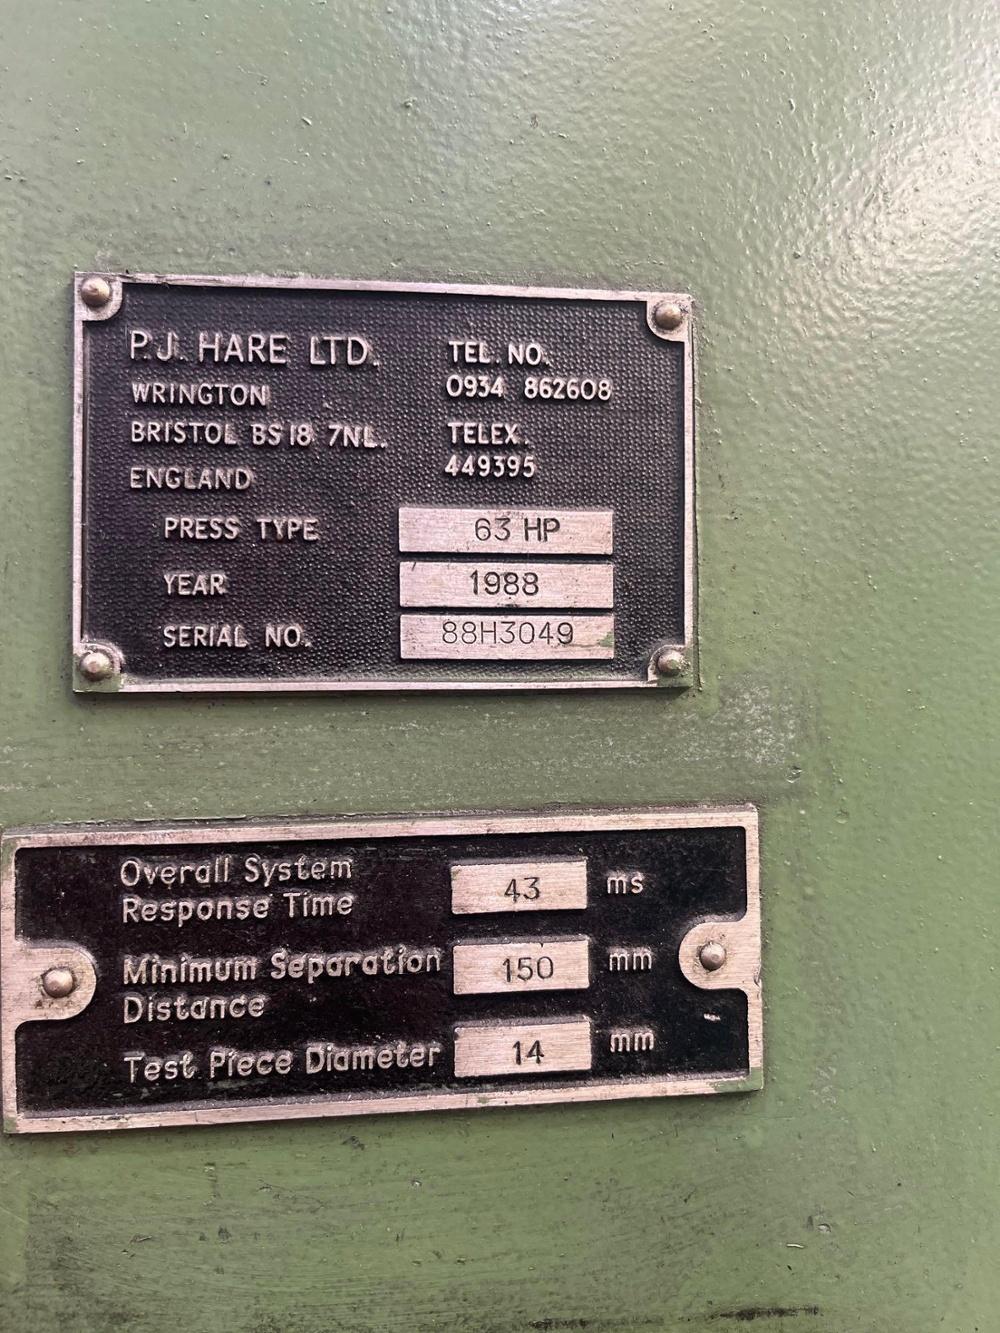 P.J. HARE LTD.
WRINGTON
BRISTOL BS18 7NL.
ENGLAND
TEL. NO.
0934 862608
TELEX.
449395
PRESS TYPE 63 HP
YEAR 1988
SERIAL NO. 88H3049
Overall System
Response Time 43 ms
Minimum Separation
Distance 150 mm
Test Piece Diameter 14 mm